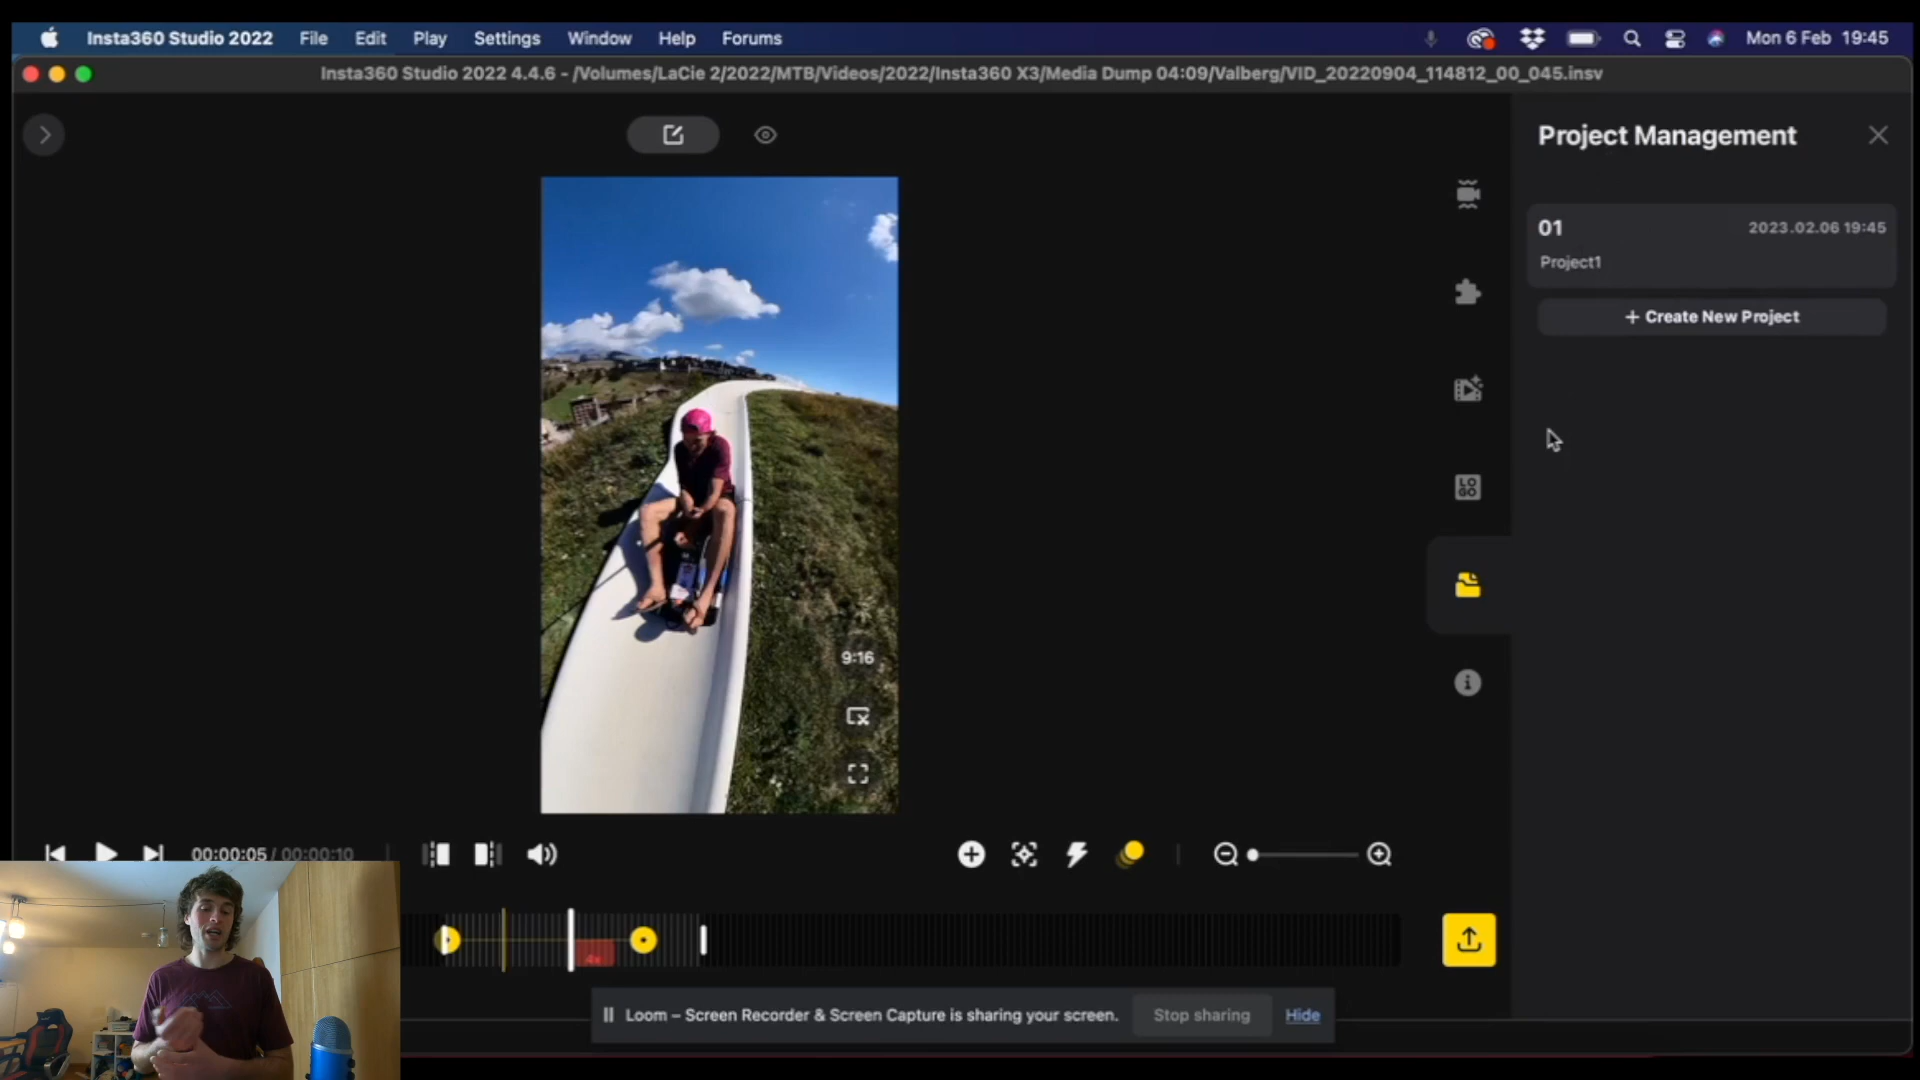 Insta360 Studio 2022 File Edit Play Settings Window Help Forums Mon 6 Feb 19:45
Insta360 Studio 2022 4.4.6 - /Volumes/LaCie 2/2022/MTB/Videos/2022/Insta360 X3/Media Dump 04:09/Valberg/VID_20220904_114812_00_045.insv
Project Management
01 2023.02.06 19:45
Project1
+ Create New Project
LOGO
9:16
00:00:05 / 00:00:10
4x
Loom – Screen Recorder & Screen Capture is sharing your screen. Stop sharing Hide